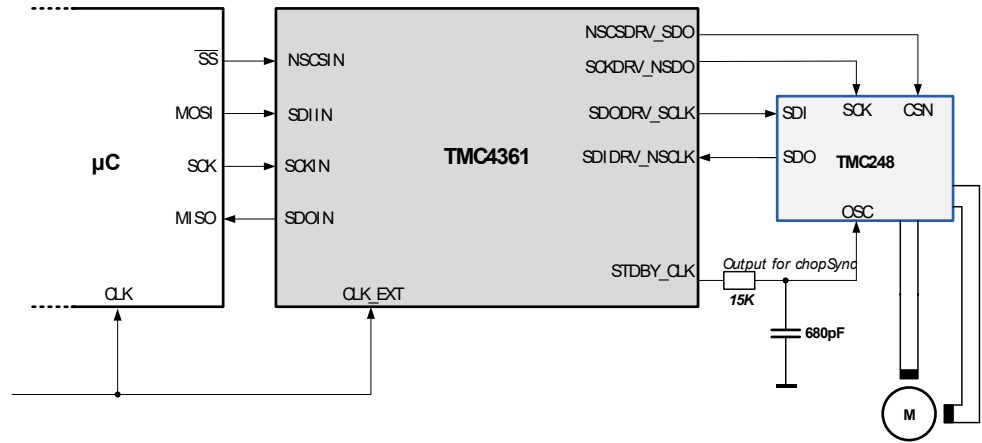 NSCSDRV_SDO
SS
NSCSIN
SCKDRV_NSDO
MOSI
SDIIN
SDODRV_SCLK
SDI
SCK
CSN
µC
TMC4361
SCK
SCKIN
SDIDRV_NSCLK
SDO
TMC248
MISO
SDOIN
OSC
STDBY_CLK
Output for chopSync
CLK
CLK_EXT
15K
680pF
M